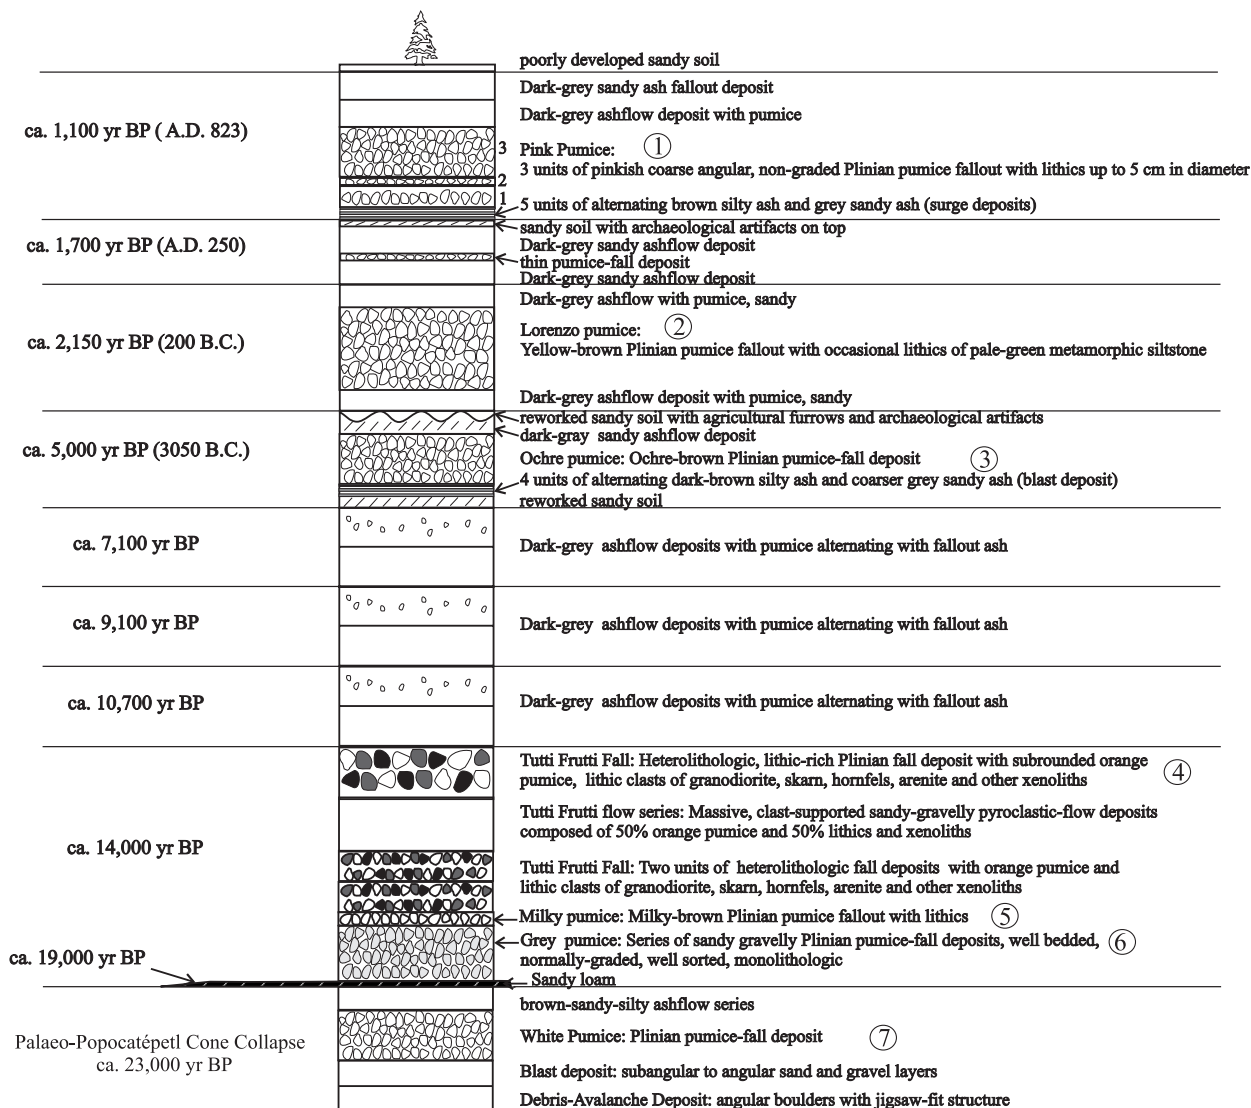 poorly developed sandy soil
Dark-grey sandy ash fallout deposit
Dark-grey ashflow deposit with pumice
ca. 1,100 yr BP ( A.D. 823)
3
Pink Pumice:
1
3 units of pinkish coarse angular, non-graded Plinian pumice fallout with lithics up to 5 cm in diameter
2
1
5 units of alternating brown silty ash and grey sandy ash (surge deposits)
sandy soil with archaeological artifacts on top
ca. 1,700 yr BP (A.D. 250)
Dark-grey sandy ashflow deposit
thin pumice-fall deposit
Dark-grey sandy ashflow deposit
Dark-grey ashflow with pumice, sandy
Lorenzo pumice:
2
ca. 2,150 yr BP (200 B.C.)
Yellow-brown Plinian pumice fallout with occasional lithics of pale-green metamorphic siltstone
Dark-grey ashflow deposit with pumice, sandy
reworked sandy soil with agricultural furrows and archaeological artifacts
dark-gray sandy ashflow deposit
ca. 5,000 yr BP (3050 B.C.)
Ochre pumice: Ochre-brown Plinian pumice-fall deposit
3
4 units of alternating dark-brown silty ash and coarser grey sandy ash (blast deposit)
reworked sandy soil
ca. 7,100 yr BP
Dark-grey ashflow deposits with pumice alternating with fallout ash
ca. 9,100 yr BP
Dark-grey ashflow deposits with pumice alternating with fallout ash
ca. 10,700 yr BP
Dark-grey ashflow deposits with pumice alternating with fallout ash
Tutti Frutti Fall: Heterolithologic, lithic-rich Plinian fall deposit with subrounded orange
pumice, lithic clasts of granodiorite, skarn, hornfels, arenite and other xenoliths
4
Tutti Frutti flow series: Massive, clast-supported sandy-gravelly pyroclastic-flow deposits
composed of 50% orange pumice and 50% lithics and xenoliths
ca. 14,000 yr BP
Tutti Frutti Fall: Two units of heterolithologic fall deposits with orange pumice and
lithic clasts of granodiorite, skarn, hornfels, arenite and other xenoliths
Milky pumice: Milky-brown Plinian pumice fallout with lithics
5
Grey pumice: Series of sandy gravelly Plinian pumice-fall deposits, well bedded,
6
normally-graded, well sorted, monolithologic
ca. 19,000 yr BP
Sandy loam
brown-sandy-silty ashflow series
White Pumice: Plinian pumice-fall deposit
7
Palaeo-Popocatépetl Cone Collapse
ca. 23,000 yr BP
Blast deposit: subangular to angular sand and gravel layers
Debris-Avalanche Deposit: angular boulders with jigsaw-fit structure